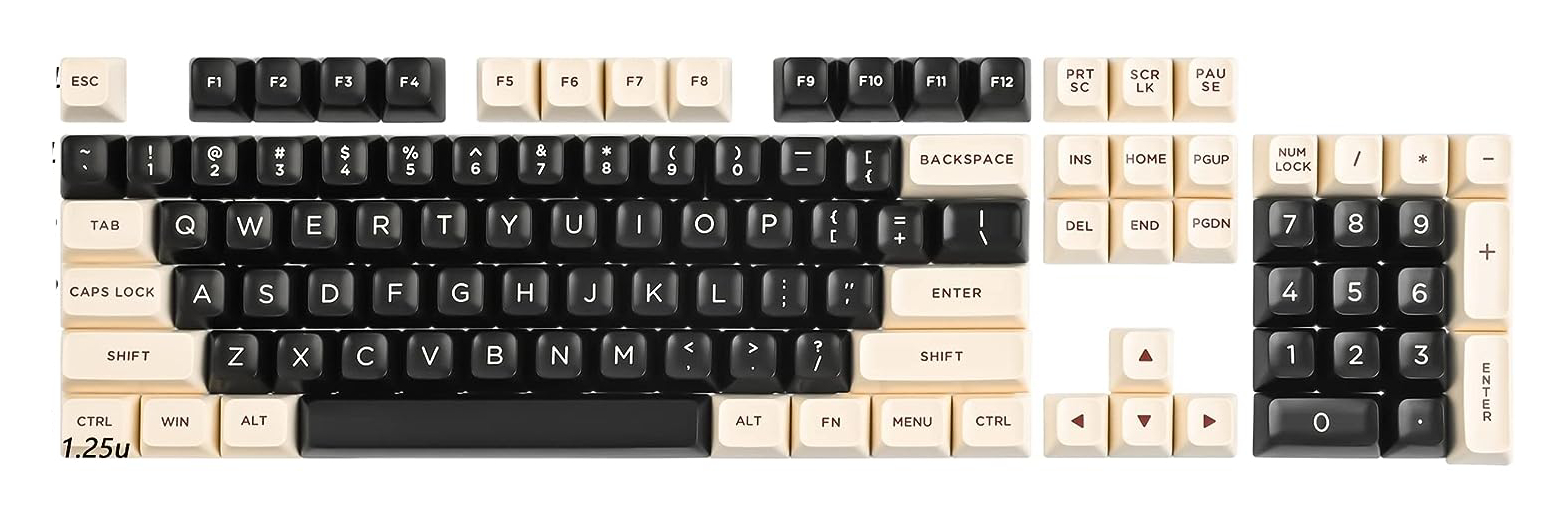 ESC F1 F2 F3 F4 F5 F6 F7 F8 F9 F10 F11 F12 PRT SC SCR LK PAU SE
~ ` ! 1 @ 2 # 3 $ 4 % 5 ^ 6 & 7 * 8 ( 9 ) 0 — – [ { BACKSPACE INS HOME PGUP NUM LOCK / * −
TAB Q W E R T Y U I O P { [ = + | \ DEL END PGDN 7 8 9 +
CAPS LOCK A S D F G H J K L : ; " ' ENTER 4 5 6
SHIFT Z X C V B N M < , > . ? / SHIFT ▲ 1 2 3 ENTER
CTRL WIN ALT ALT FN MENU CTRL ◀ ▼ ▶ 0 .
1.25u